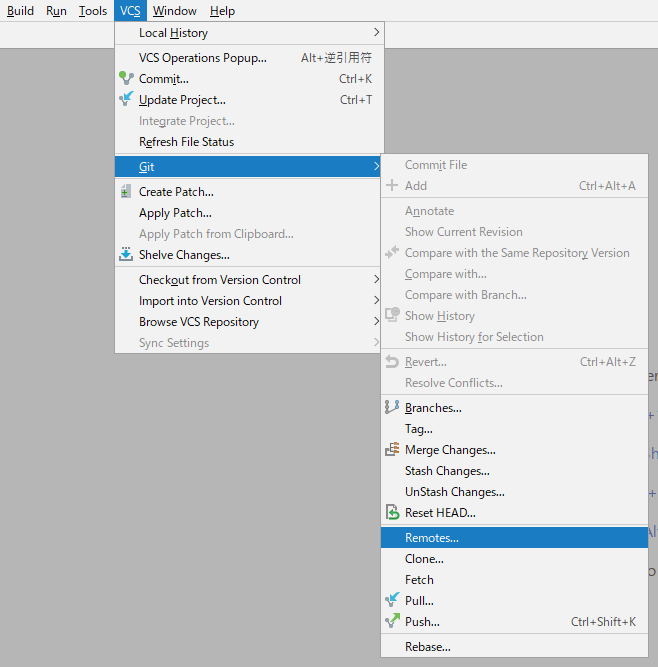 Build Run Tools VCS Window Help
Local History
VCS Operations Popup... Alt+逆引用符
Commit... Ctrl+K
Update Project... Ctrl+T
Integrate Project...
Refresh File Status
Git
Create Patch...
Apply Patch...
Apply Patch from Clipboard...
Shelve Changes...
Checkout from Version Control
Import into Version Control
Browse VCS Repository
Sync Settings
Commit File
Add Ctrl+Alt+A
Annotate
Show Current Revision
Compare with the Same Repository Version
Compare with...
Compare with Branch...
Show History
Show History for Selection
Revert... Ctrl+Alt+Z
Resolve Conflicts...
Branches...
Tag...
Merge Changes...
Stash Changes...
UnStash Changes...
Reset HEAD...
Remotes...
Clone...
Fetch
Pull...
Push... Ctrl+Shift+K
Rebase...